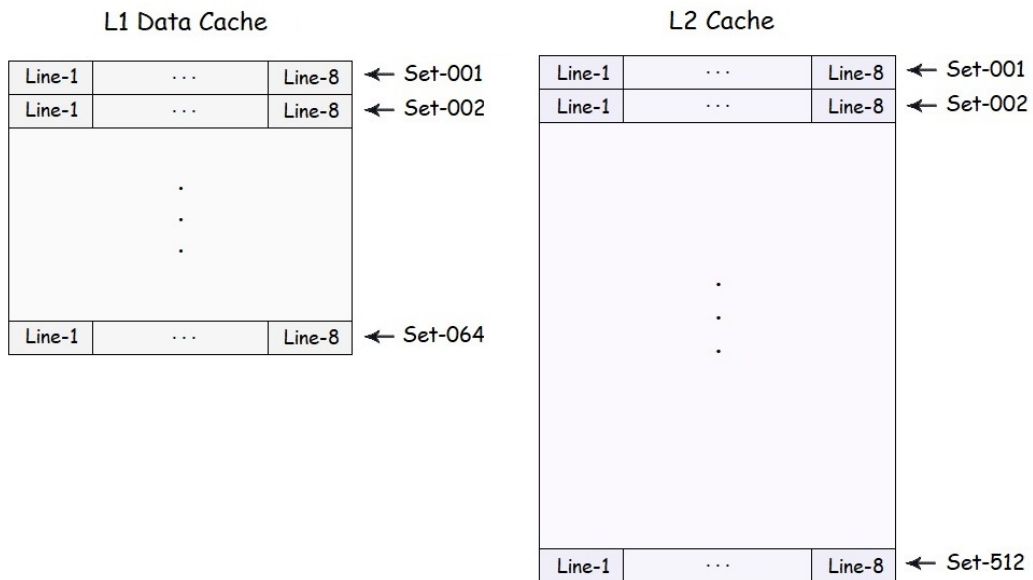 L1 Data Cache
Line-1 ... Line-8 Set-001
Line-1 ... Line-8 Set-002
Line-1 ... Line-8 Set-064
L2 Cache
Line-1 ... Line-8 Set-001
Line-1 ... Line-8 Set-002
Line-1 ... Line-8 Set-512